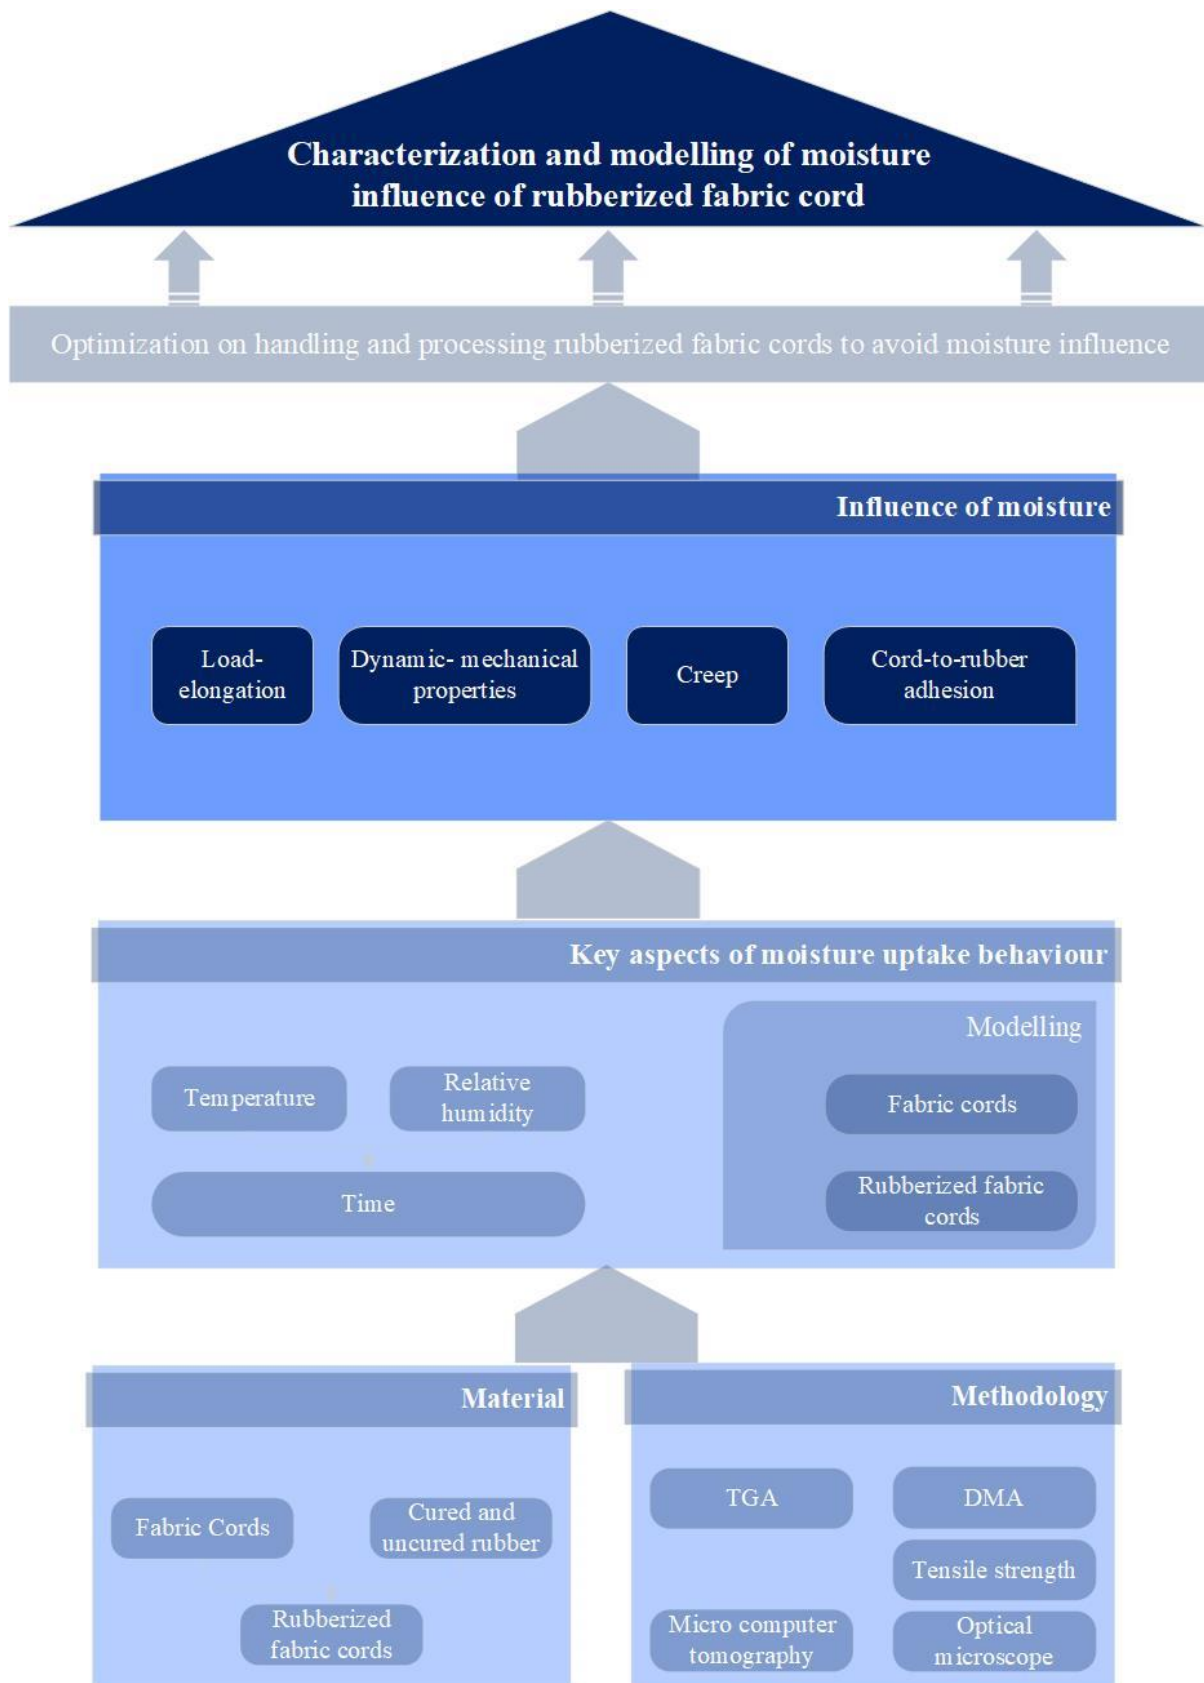 Characterization and modelling of moisture
influence of rubberized fabric cord
Optimization on handling and processing rubberized fabric cords to avoid moisture influence
Influence of moisture
Load-
elongation
Dynamic- mechanical
properties
Creep
Cord-to-rubber
adhesion
Key aspects of moisture uptake behaviour
Temperature
Relative
humidity
Time
Modelling
Fabric cords
Rubberized fabric
cords
Material
Fabric Cords
Cured and
uncured rubber
Rubberized
fabric cords
Methodology
TGA
DMA
Tensile strength
Micro computer
tomography
Optical
microscope